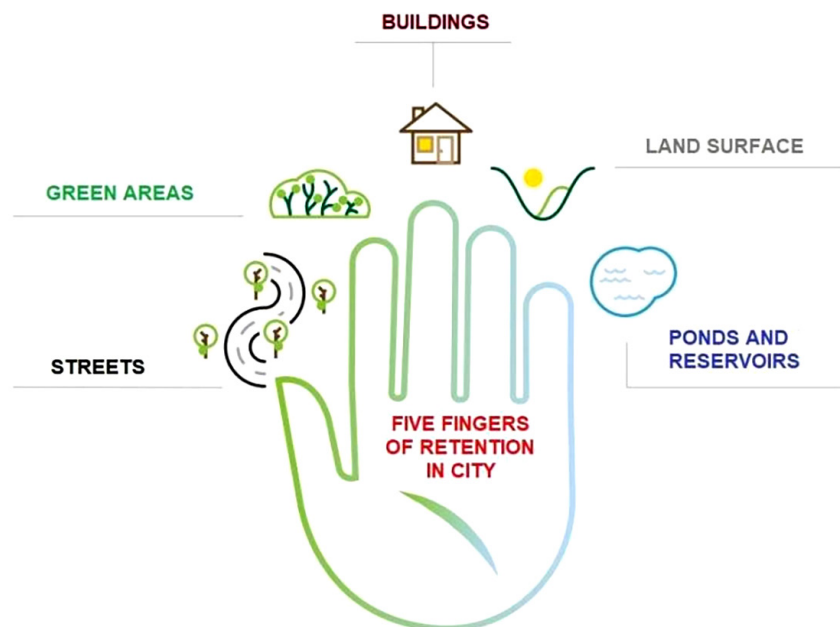 BUILDINGS
LAND SURFACE
GREEN AREAS
STREETS
PONDS AND
RESERVOIRS
FIVE FINGERS
OF RETENTION
IN CITY